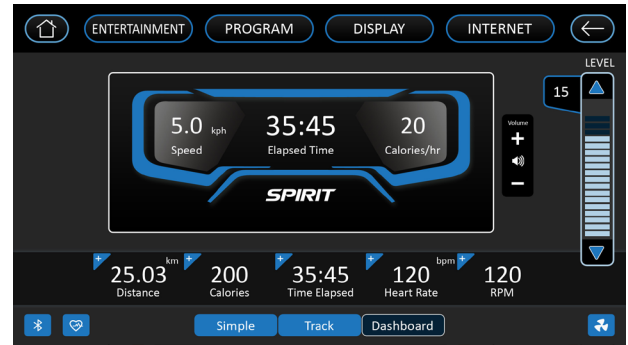 ENTERTAINMENT PROGRAM DISPLAY INTERNET
LEVEL
15
5.0 kph
Speed
35:45
Elapsed Time
20
Calories/hr
Volume
+
−
SPIRIT
+ 25.03 km
Distance
+ 200
Calories
+ 35:45
Time Elapsed
+ 120 bpm
Heart Rate
+ 120
RPM
Simple Track Dashboard